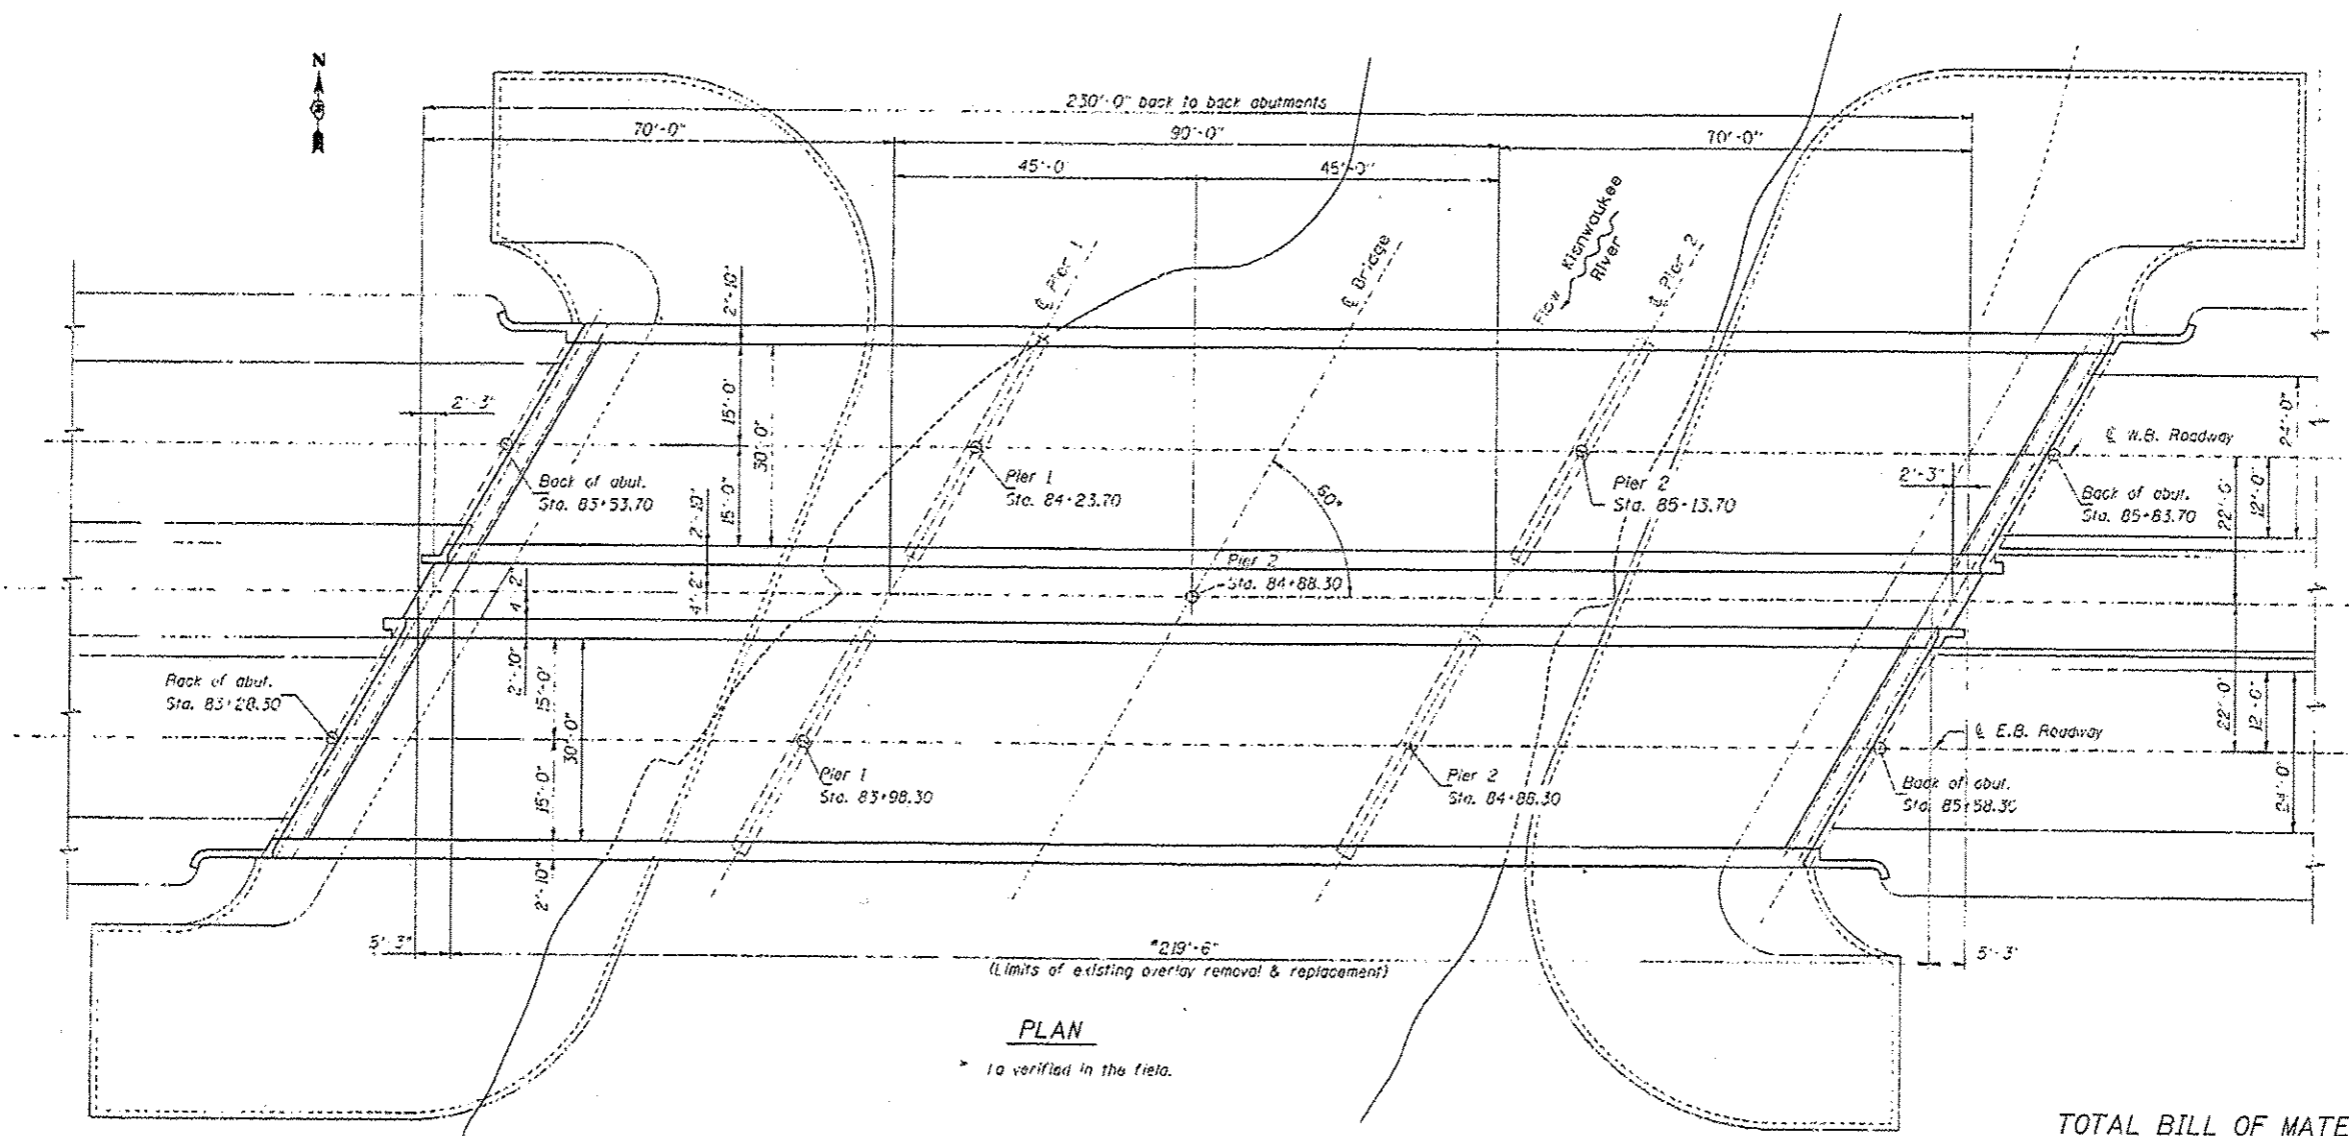 N
230'-0" back to back abutments
70'-0" 90'-0" 70'-0"
45'-0 45'-0"
Flow Kishwaukee River
℄ Pier 1
℄ Bridge
℄ Pier 2
2'-10"
15'-0"
30'-0"
15'-0"
2'-10"
4'-2"
4'-2"
2'-3"
Back of abut.
Sta. 83+53.70
Pier 1
Sta. 84+23.70
60°
Pier 2
Sta. 85+13.70
2'-3"
Back of abut.
Sta. 85+83.70
℄ W.B. Roadway
24'-0"
22'-0"
12'-0"
Pier 2
Sta. 84+88.30
2'-10"
15'-0"
30'-0"
15'-0"
2'-10"
Back of abut.
Sta. 83+28.30
Pier 1
Sta. 83+98.30
Pier 2
Sta. 84+88.30
℄ E.B. Roadway
Back of abut.
Sta. 85+58.30
22'-0"
12'-0"
24'-0"
5'-3" *219'-6" 5'-3"
(Limits of existing overlay removal & replacement)
PLAN
* To verified in the field.
TOTAL BILL OF MATE